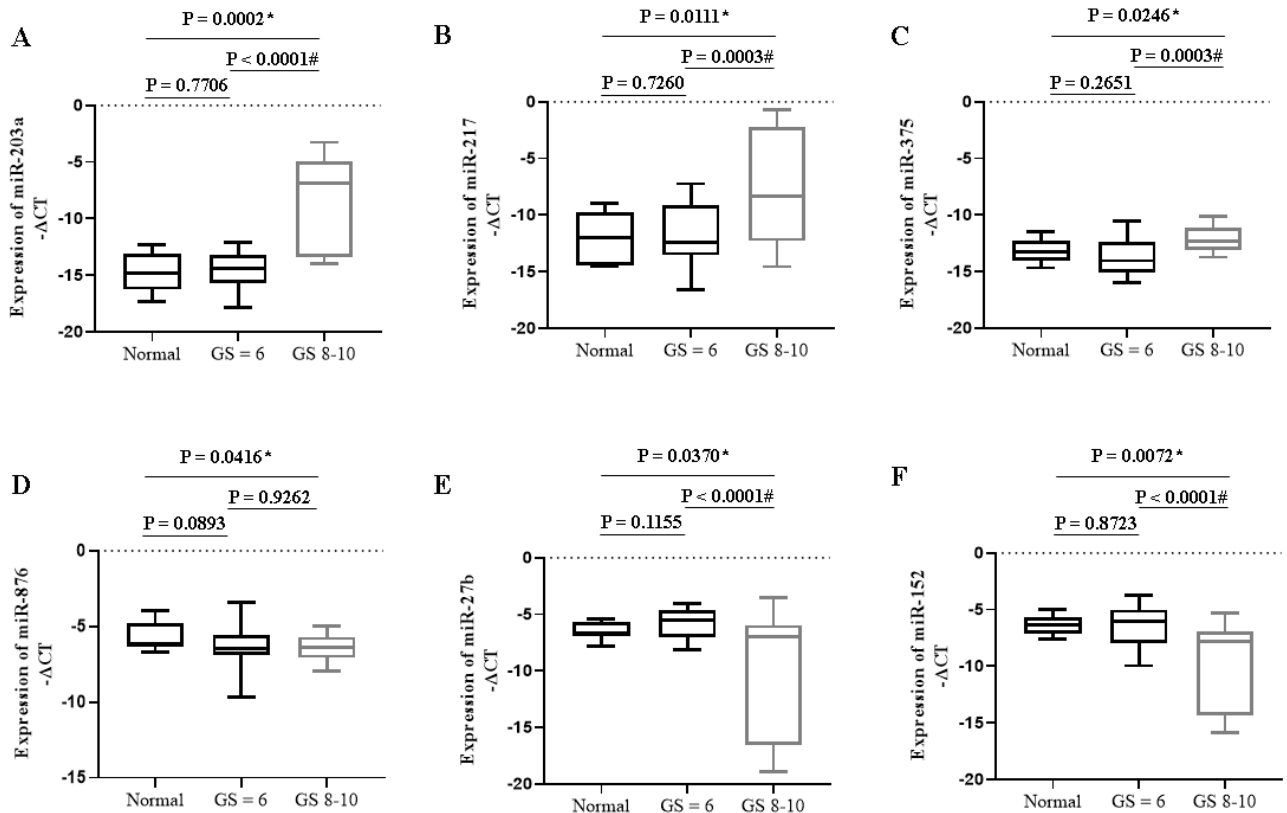 A
P = 0.0002*
P < 0.0001#
P = 0.7706
Expression of miR-203a
-ΔCT
0
-5
-10
-15
-20
Normal
GS = 6
GS 8-10
B
P = 0.0111*
P = 0.0003#
P = 0.7260
Expression of miR-217
-ΔCT
0
-5
-10
-15
-20
Normal
GS = 6
GS 8-10
C
P = 0.0246*
P = 0.0003#
P = 0.2651
Expression of miR-375
-ΔCT
0
-5
-10
-15
-20
Normal
GS = 6
GS 8-10
D
P = 0.0416*
P = 0.9262
P = 0.0893
Expression of miR-876
-ΔCT
0
-5
-10
-15
Normal
GS = 6
GS 8-10
E
P = 0.0370*
P < 0.0001#
P = 0.1155
Expression of miR-27b
-ΔCT
0
-5
-10
-15
-20
Normal
GS = 6
GS 8-10
F
P = 0.0072*
P < 0.0001#
P = 0.8723
Expression of miR-152
-ΔCT
0
-5
-10
-15
-20
Normal
GS = 6
GS 8-10